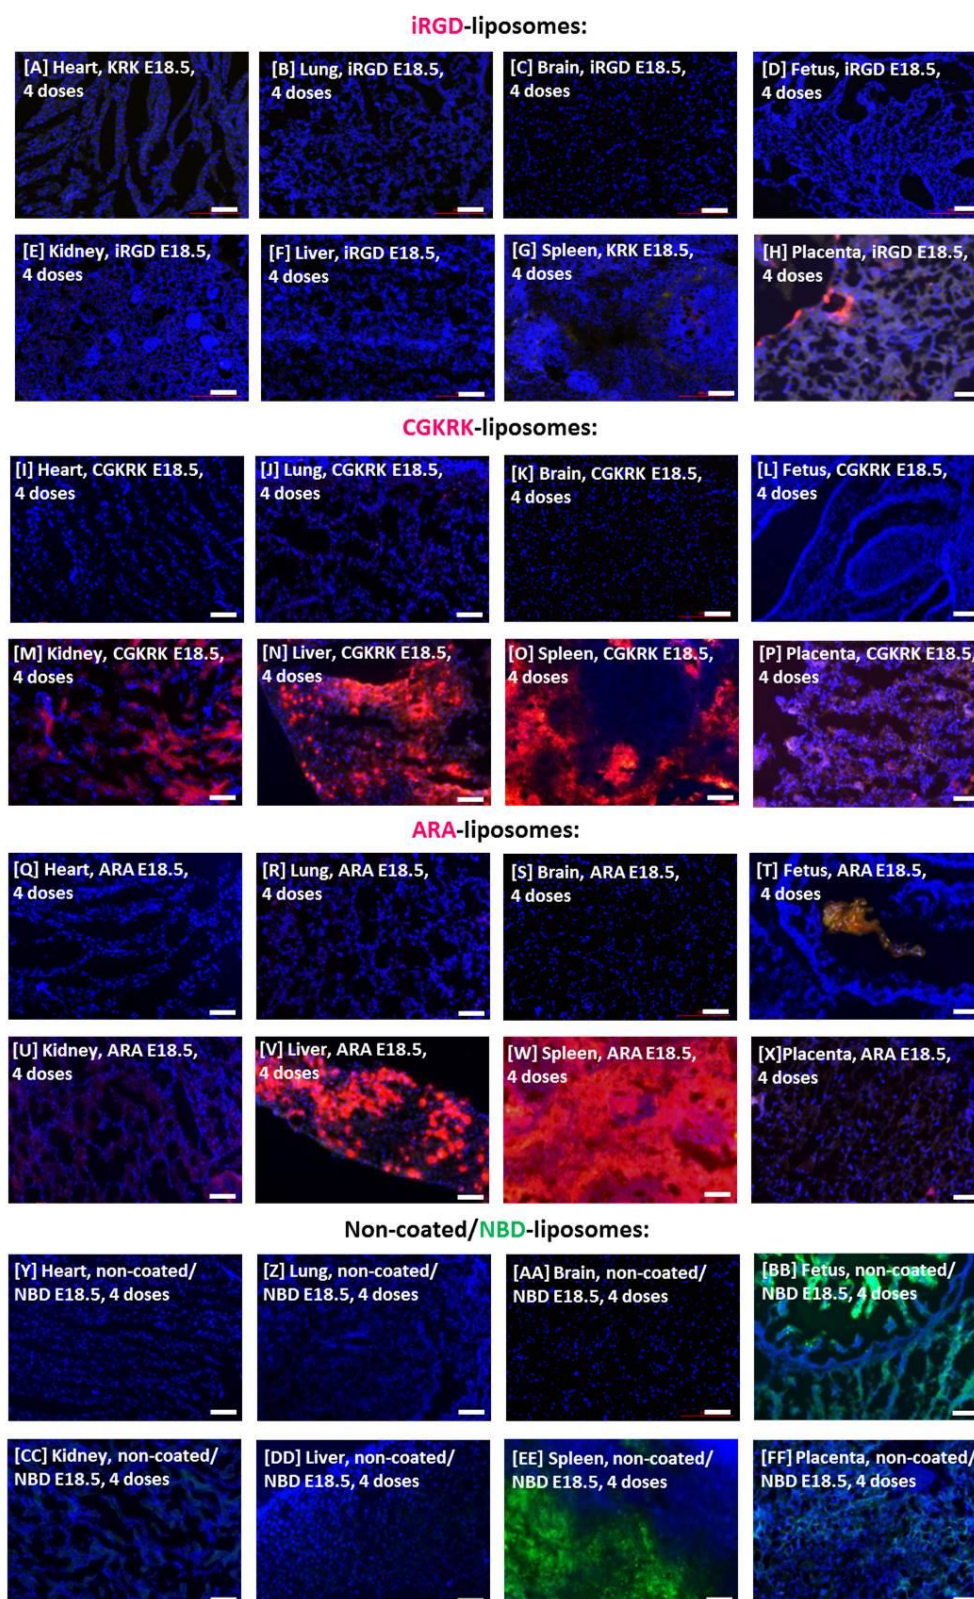 iRGD-liposomes:
[A] Heart, KRK E18.5,
4 doses
[B] Lung, iRGD E18.5,
4 doses
[C] Brain, iRGD E18.5,
4 doses
[D] Fetus, iRGD E18.5,
4 doses
[E] Kidney, iRGD E18.5,
4 doses
[F] Liver, iRGD E18.5,
4 doses
[G] Spleen, KRK E18.5,
4 doses
[H] Placenta, iRGD E18.5,
4 doses
CGKRK-liposomes:
[I] Heart, CGKRK E18.5,
4 doses
[J] Lung, CGKRK E18.5,
4 doses
[K] Brain, CGKRK E18.5,
4 doses
[L] Fetus, CGKRK E18.5,
4 doses
[M] Kidney, CGKRK E18.5,
4 doses
[N] Liver, CGKRK E18.5,
4 doses
[O] Spleen, CGKRK E18.5,
4 doses
[P] Placenta, CGKRK E18.5,
4 doses
ARA-liposomes:
[Q] Heart, ARA E18.5,
4 doses
[R] Lung, ARA E18.5,
4 doses
[S] Brain, ARA E18.5,
4 doses
[T] Fetus, ARA E18.5,
4 doses
[U] Kidney, ARA E18.5,
4 doses
[V] Liver, ARA E18.5,
4 doses
[W] Spleen, ARA E18.5,
4 doses
[X]Placenta, ARA E18.5,
4 doses
Non-coated/NBD-liposomes:
[Y] Heart, non-coated/
NBD E18.5, 4 doses
[Z] Lung, non-coated/
NBD E18.5, 4 doses
[AA] Brain, non-coated/
NBD E18.5, 4 doses
[BB] Fetus, non-coated/
NBD E18.5, 4 doses
[CC] Kidney, non-coated/
NBD E18.5, 4 doses
[DD] Liver, non-coated/
NBD E18.5, 4 doses
[EE] Spleen, non-coated/
NBD E18.5, 4 doses
[FF] Placenta, non-coated/
NBD E18.5, 4 doses